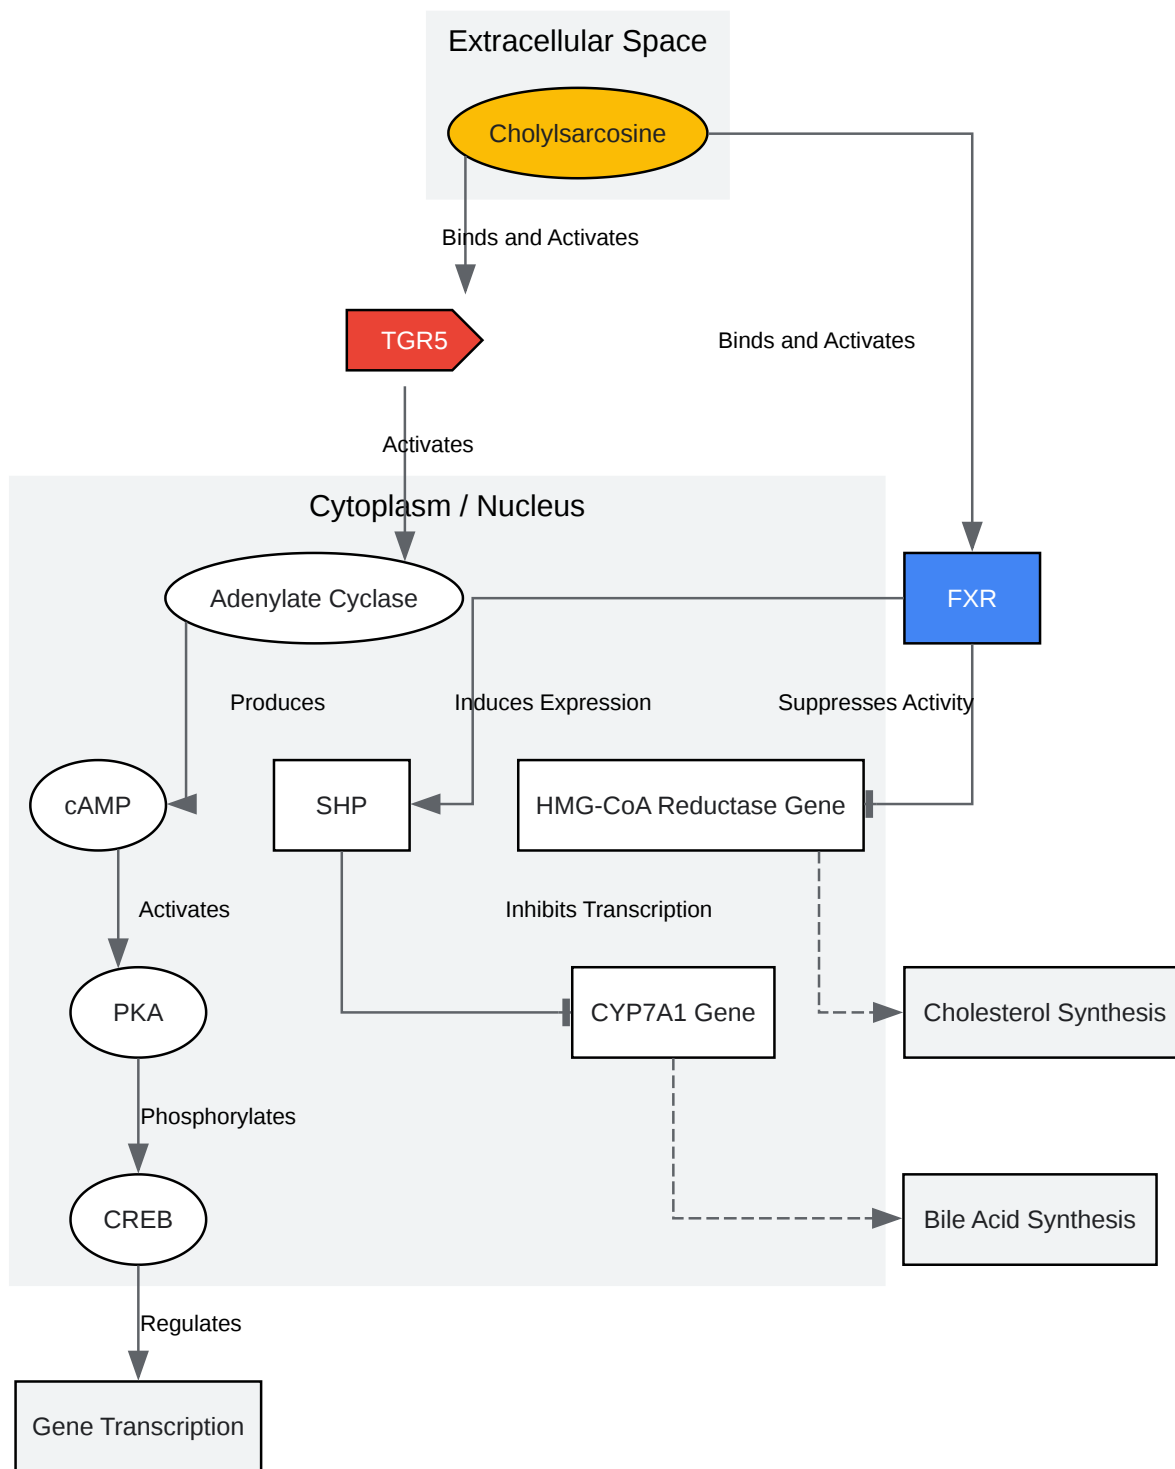 Extracellular Space
Cholylsarcosine
Binds and Activates
TGR5
Binds and Activates
Activates
Cytoplasm / Nucleus
Adenylate Cyclase
FXR
Produces
Induces Expression
Suppresses Activity
cAMP
SHP
HMG-CoA Reductase Gene
Activates
Inhibits Transcription
PKA
CYP7A1 Gene
Cholesterol Synthesis
Phosphorylates
CREB
Bile Acid Synthesis
Regulates
Gene Transcription